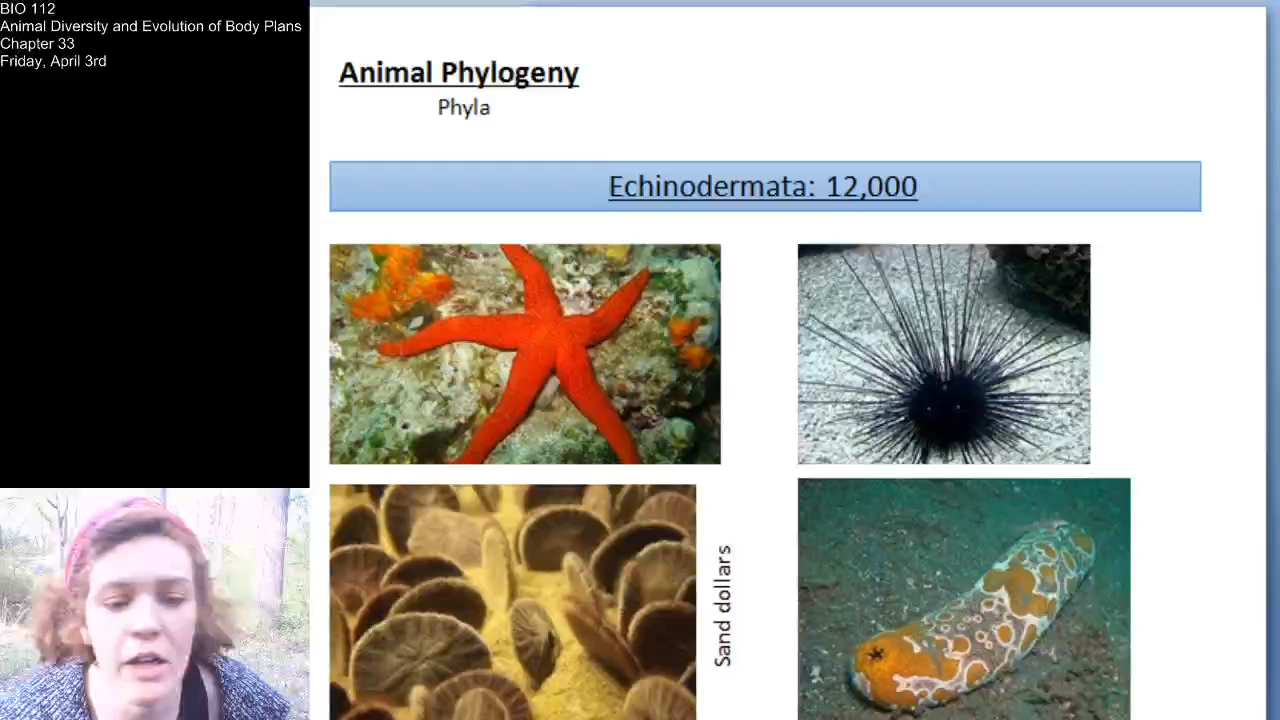 BIO 112
Animal Diversity and Evolution of Body Plans
Chapter 33
Friday, April 3rd
Animal Phylogeny
Phyla
Echinodermata: 12,000
Sand dollars